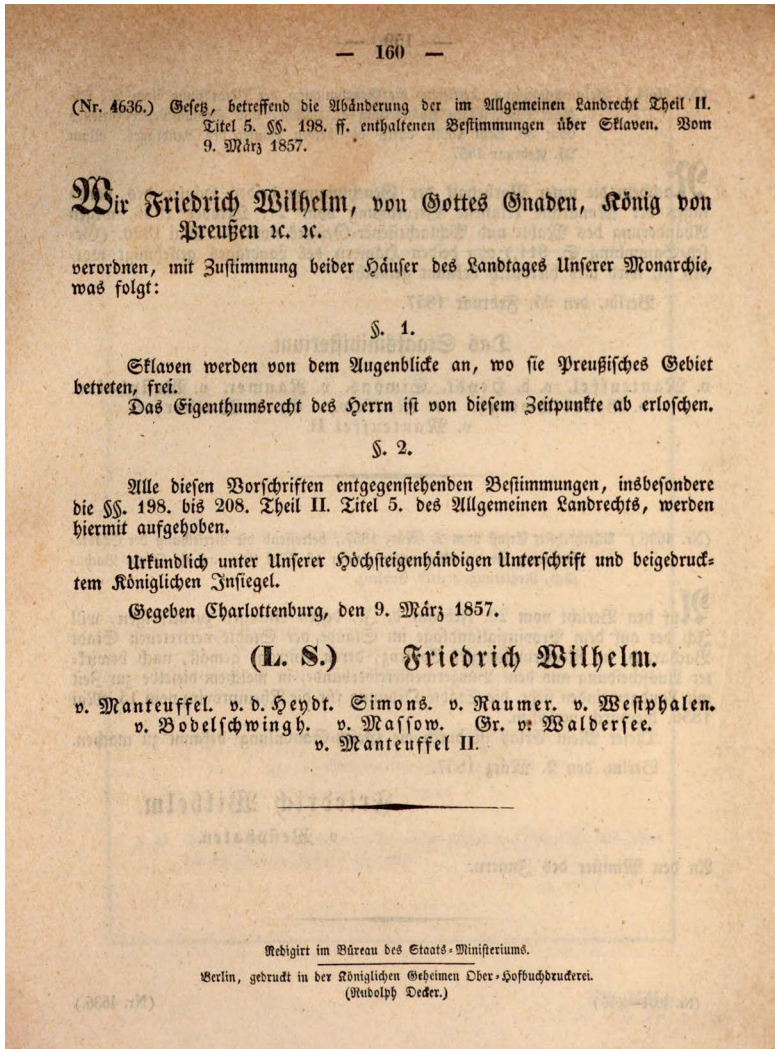 — 160 —
(Nr. 4636.) Gesetz, betreffend die Abänderung der im Allgemeinen Landrecht Theil II.
Titel 5. §§. 198. ff. enthaltenen Bestimmungen über Sklaven. Vom
9. März 1857.
Wir Friedrich Wilhelm, von Gottes Gnaden, König von
Preußen ꝛc. ꝛc.
verordnen, mit Zustimmung beider Häuser des Landtages Unserer Monarchie,
was folgt:
§. 1.
Sklaven werden von dem Augenblicke an, wo sie Preußisches Gebiet
betreten, frei.
Das Eigenthumsrecht des Herrn ist von diesem Zeitpunkte ab erloschen.
§. 2.
Alle diesen Vorschriften entgegenstehenden Bestimmungen, insbesondere
die §§. 198. bis 208. Theil II. Titel 5. des Allgemeinen Landrechts, werden
hiermit aufgehoben.
Urkundlich unter Unserer Höchsteigenhändigen Unterschrift und beigedruck-
tem Königlichen Insiegel.
Gegeben Charlottenburg, den 9. März 1857.
(L. S.) Friedrich Wilhelm.
v. Manteuffel. v. d. Heydt. Simons. v. Raumer. v. Westphalen.
v. Bodelschwingh. v. Massow. Gr. v. Waldersee.
v. Manteuffel II.
Redigirt im Büreau des Staats-Ministeriums.
Berlin, gedruckt in der Königlichen Geheimen Ober-Hofbuchdruckerei.
(Rudolph Decker.)